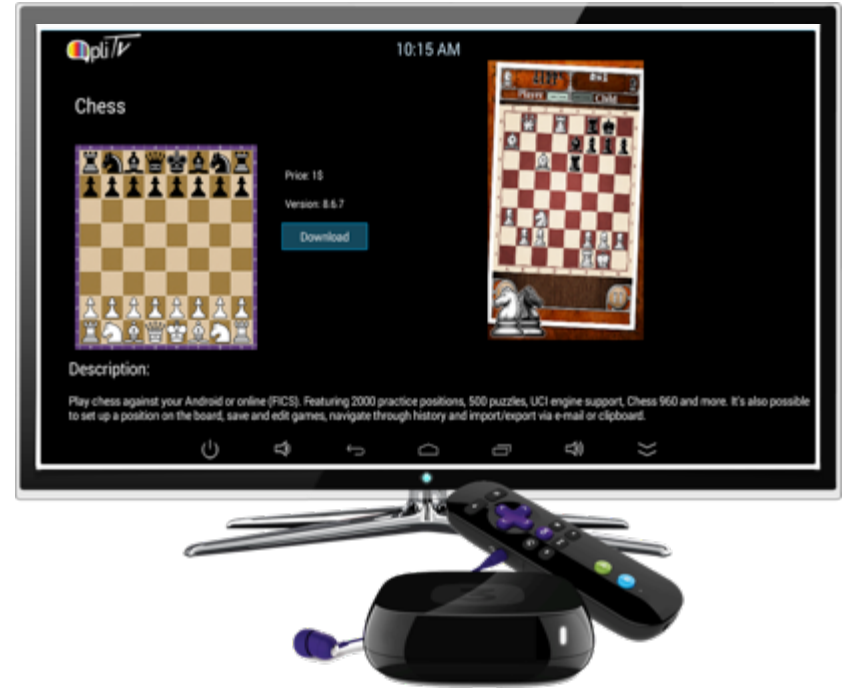 OpliTV
10:15 AM
Chess
Player
Child
Price: 1$
Version: 8.6.7
Download
Description:
Play chess against your Android or online (FICS). Featuring 2000 practice positions, 500 puzzles, UCI engine support, Chess 960 and more. It's also possible
to set up a position on the board, save and edit games, navigate through history and import/export via e-mail or clipboard.